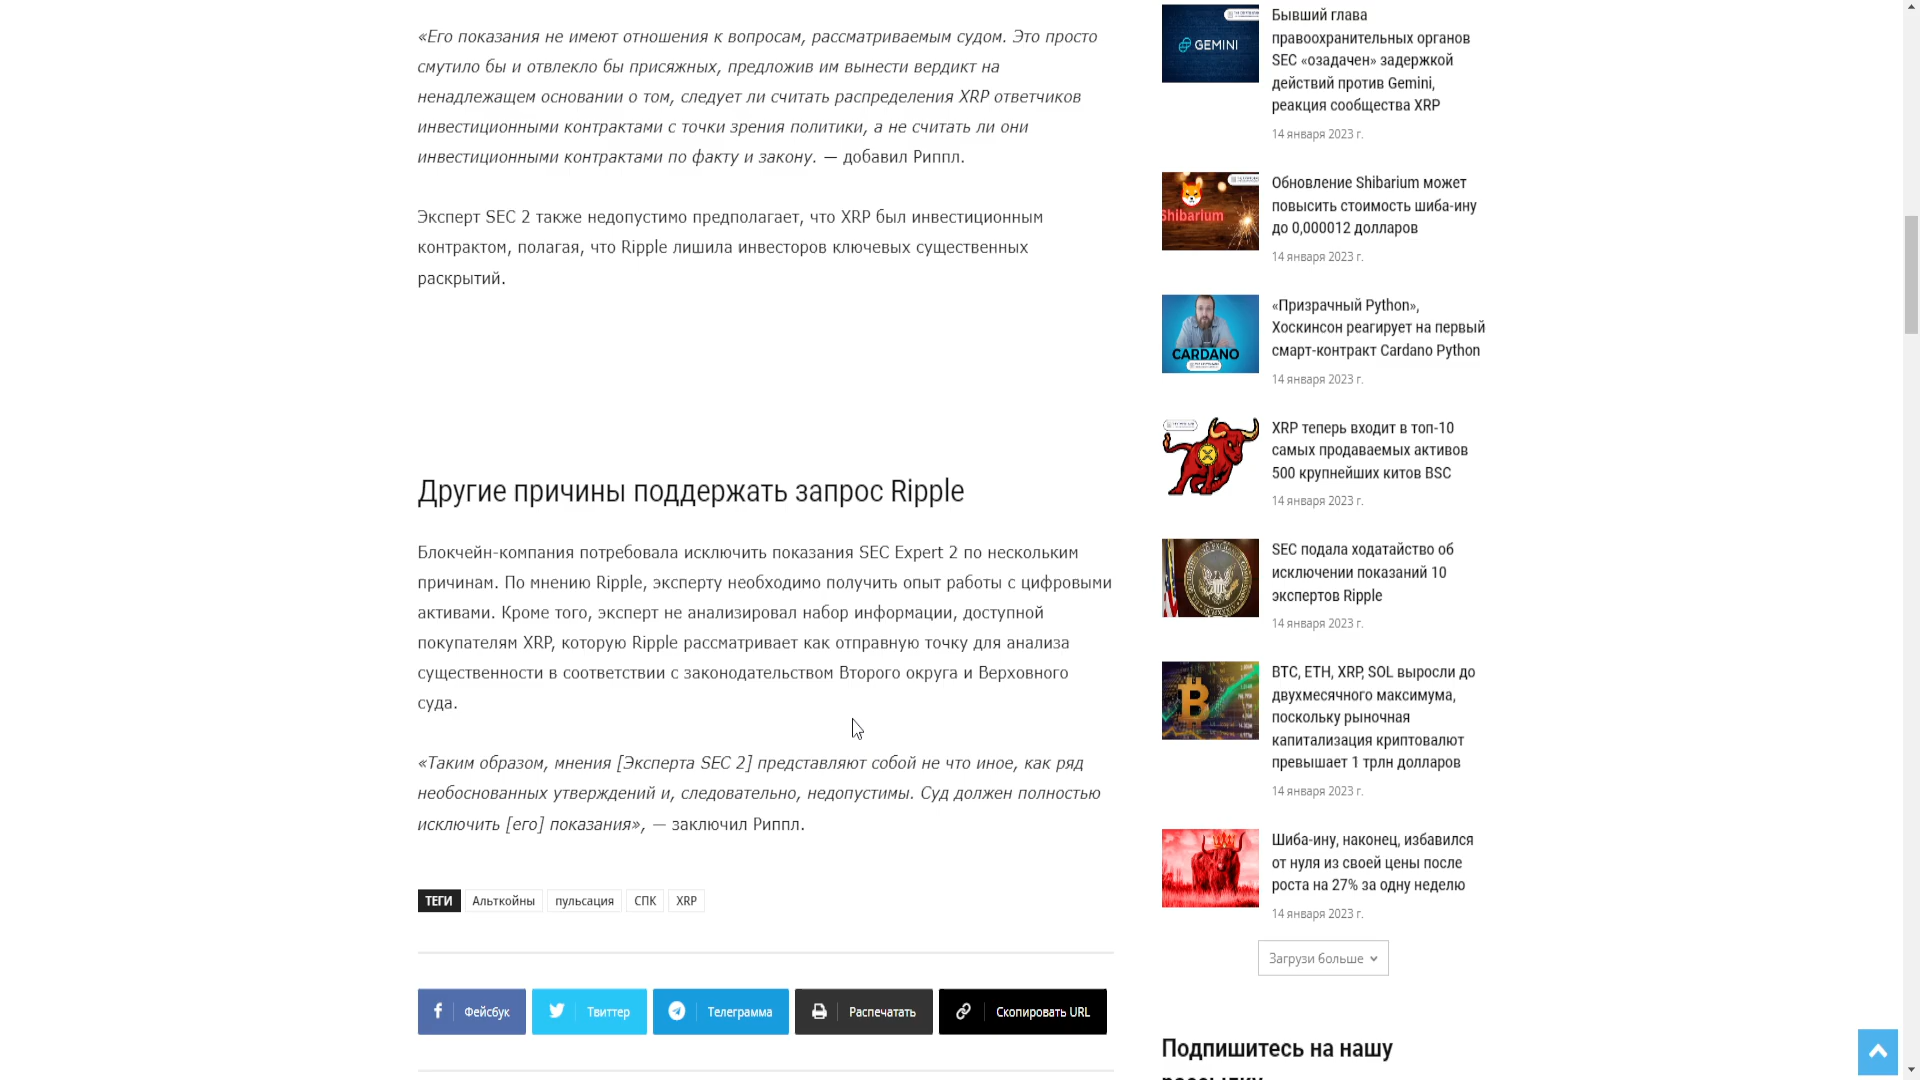 «Его показания не имеют отношения к вопросам, рассматриваемым судом. Это просто
смутило бы и отвлекло бы присяжных, предложив им вынести вердикт на
ненадлежащем основании о том, следует ли считать распределения XRP ответчиков
инвестиционными контрактами с точки зрения политики, а не считать ли они
инвестиционными контрактами по факту и закону. — добавил Риппл.
Эксперт SEC 2 также недопустимо предполагает, что XRP был инвестиционным
контрактом, полагая, что Ripple лишила инвесторов ключевых существенных
раскрытий.
Другие причины поддержать запрос Ripple
Блокчейн-компания потребовала исключить показания SEC Expert 2 по нескольким
причинам. По мнению Ripple, эксперту необходимо получить опыт работы с цифровыми
активами. Кроме того, эксперт не анализировал набор информации, доступной
покупателям XRP, которую Ripple рассматривает как отправную точку для анализа
существенности в соответствии с законодательством Второго округа и Верховного
суда.
«Таким образом, мнения [Эксперта SEC 2] представляют собой не что иное, как ряд
необоснованных утверждений и, следовательно, недопустимы. Суд должен полностью
исключить [его] показания», — заключил Риппл.
ТЕГИ Альткойны пульсация СПК XRP
Фейсбук Твиттер Телеграмма Распечатать Скопировать URL
GEMINI
Бывший глава
правоохранительных органов
SEC «озадачен» задержкой
действий против Gemini,
реакция сообщества XRP
14 января 2023 г.
Shibarium
Обновление Shibarium может
повысить стоимость шиба-ину
до 0,000012 долларов
14 января 2023 г.
CARDANO
«Призрачный Python»,
Хоскинсон реагирует на первый
смарт-контракт Cardano Python
14 января 2023 г.
XRP теперь входит в топ-10
самых продаваемых активов
500 крупнейших китов BSC
14 января 2023 г.
SEC подала ходатайство об
исключении показаний 10
экспертов Ripple
14 января 2023 г.
BTC, ETH, XRP, SOL выросли до
двухмесячного максимума,
поскольку рыночная
капитализация криптовалют
превышает 1 трлн долларов
14 января 2023 г.
Шиба-ину, наконец, избавился
от нуля из своей цены после
роста на 27% за одну неделю
14 января 2023 г.
Загрузи больше
Подпишитесь на нашу